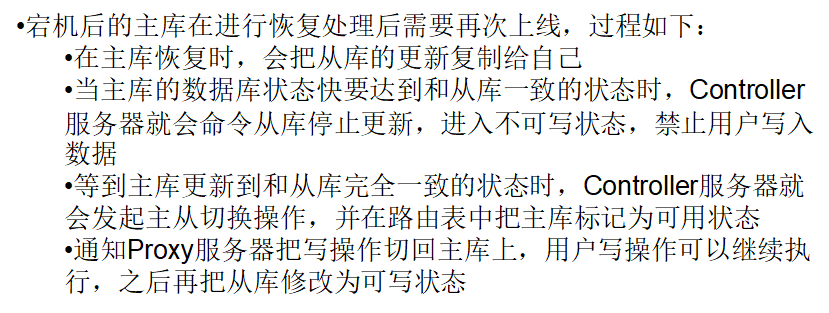 •宕机后的主库在进行恢复处理后需要再次上线，过程如下：
•在主库恢复时，会把从库的更新复制给自己
•当主库的数据库状态快要达到和从库一致的状态时，Controller
服务器就会命令从库停止更新，进入不可写状态，禁止用户写入
数据
•等到主库更新到和从库完全一致的状态时，Controller服务器就
会发起主从切换操作，并在路由表中把主库标记为可用状态
•通知Proxy服务器把写操作切回主库上，用户写操作可以继续执
行，之后再把从库修改为可写状态